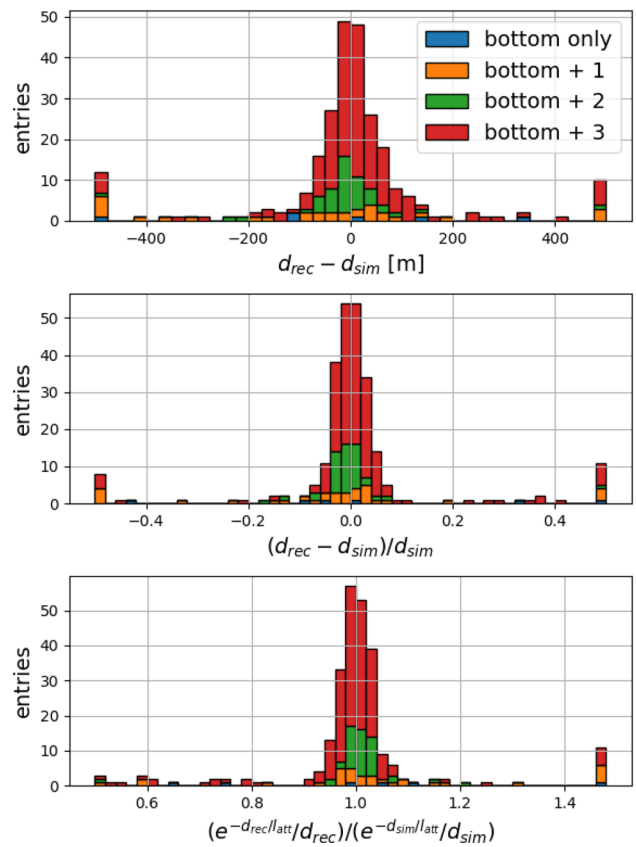 50
40
30
20
10
0
entries
bottom only
bottom + 1
bottom + 2
bottom + 3
−400 −200 0 200 400
d_rec − d_sim [m]
50
40
30
20
10
0
entries
−0.4 −0.2 0.0 0.2 0.4
(d_rec − d_sim)/d_sim
50
40
30
20
10
0
entries
0.6 0.8 1.0 1.2 1.4
(e^{−d_rec/l_att}/d_rec)/(e^{−d_sim/l_att}/d_sim)